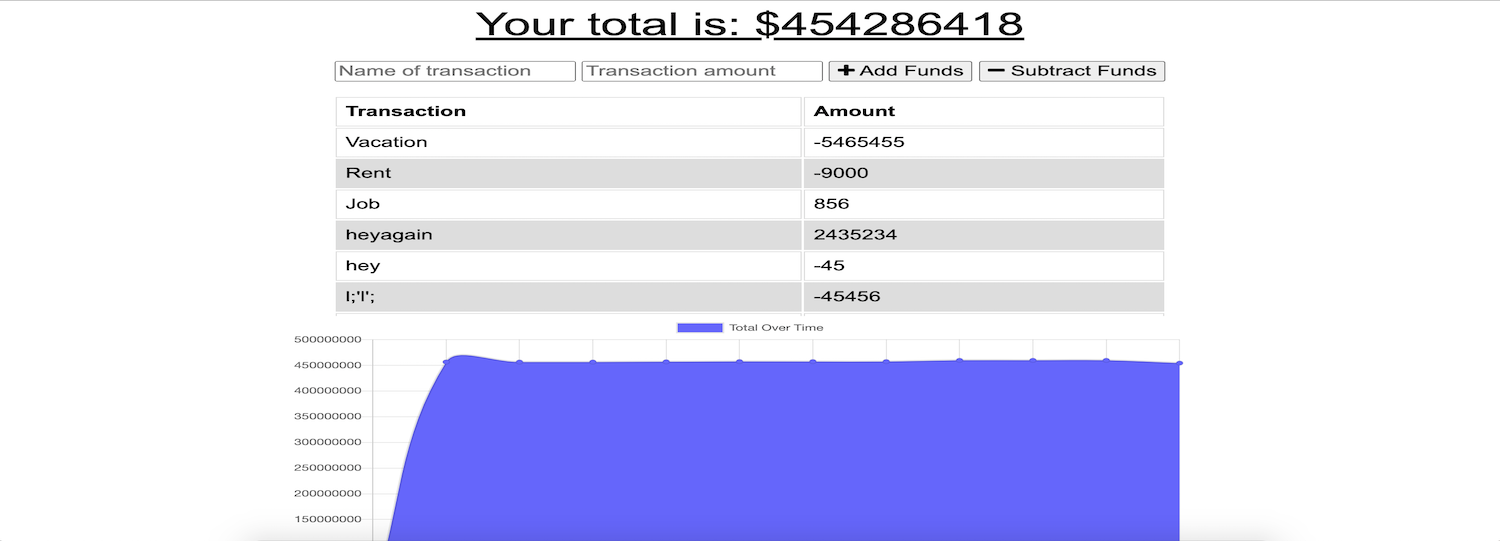 Your total is: $454286418
Name of transaction Transaction amount + Add Funds − Subtract Funds
Transaction Amount
Vacation -5465455
Rent -9000
Job 856
heyagain 2435234
hey -45
-45456
Total Over Time
500000000
450000000
400000000
350000000
300000000
250000000
200000000
150000000